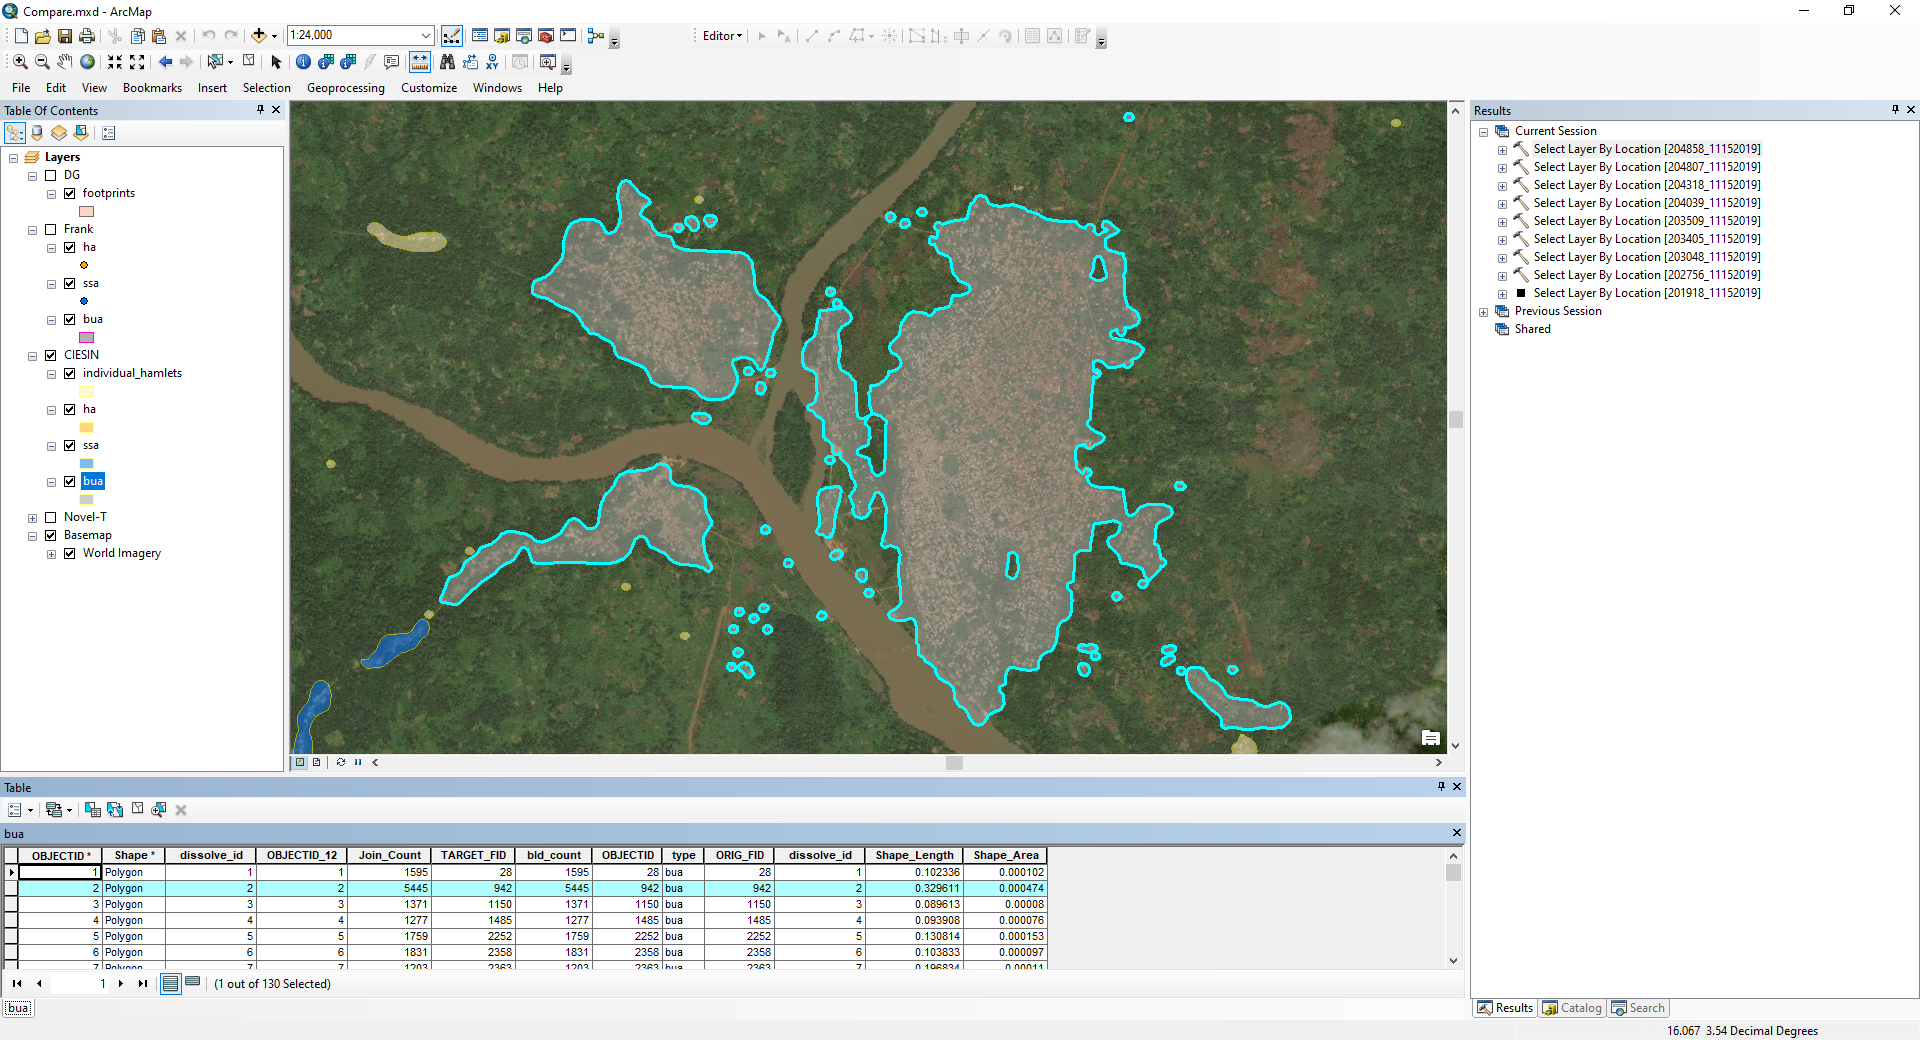 Compare.mxd - ArcMap
1:24,000
Editor
File Edit View Bookmarks Insert Selection Geoprocessing Customize Windows Help
Table Of Contents
Layers
DG
footprints
Frank
ha
ssa
bua
CIESIN
individual_hamlets
ha
ssa
bua
Novel-T
Basemap
World Imagery
Results
Current Session
Select Layer By Location [204858_11152019]
Select Layer By Location [204807_11152019]
Select Layer By Location [204318_11152019]
Select Layer By Location [204039_11152019]
Select Layer By Location [203509_11152019]
Select Layer By Location [203405_11152019]
Select Layer By Location [203048_11152019]
Select Layer By Location [202756_11152019]
Select Layer By Location [201918_11152019]
Previous Session
Shared
Table
bua
OBJECTID * Shape * dissolve_id OBJECTID_12 Join_Count TARGET_FID bld_count OBJECTID type ORIG_FID dissolve_id Shape_Length Shape_Area
1 Polygon 1 1 1595 28 1595 28 bua 28 1 0.102336 0.000102
2 Polygon 2 2 5445 942 5445 942 bua 942 2 0.329611 0.000474
3 Polygon 3 3 1371 1150 1371 1150 bua 1150 3 0.089613 0.00008
4 Polygon 4 4 1277 1485 1277 1485 bua 1485 4 0.093908 0.000076
5 Polygon 5 5 1759 2252 1759 2252 bua 2252 5 0.130814 0.000153
6 Polygon 6 6 1831 2358 1831 2358 bua 2358 6 0.103833 0.000097
7 Polygon 7 7 1203 2363 1203 2363 bua 2363 7 0.196834 0.00011
1 (1 out of 130 Selected)
bua
Results Catalog Search
16.067 3.54 Decimal Degrees